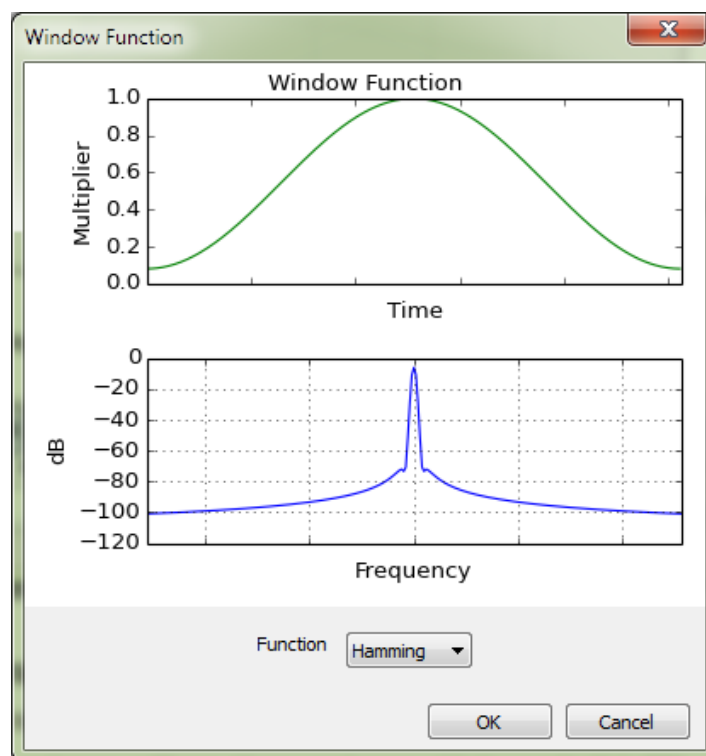 Window Function
X
Window Function
1.0
0.8
0.6
0.4
0.2
0.0
Multiplier
Time
0
−20
−40
−60
−80
−100
−120
dB
Frequency
Function Hamming
OK Cancel